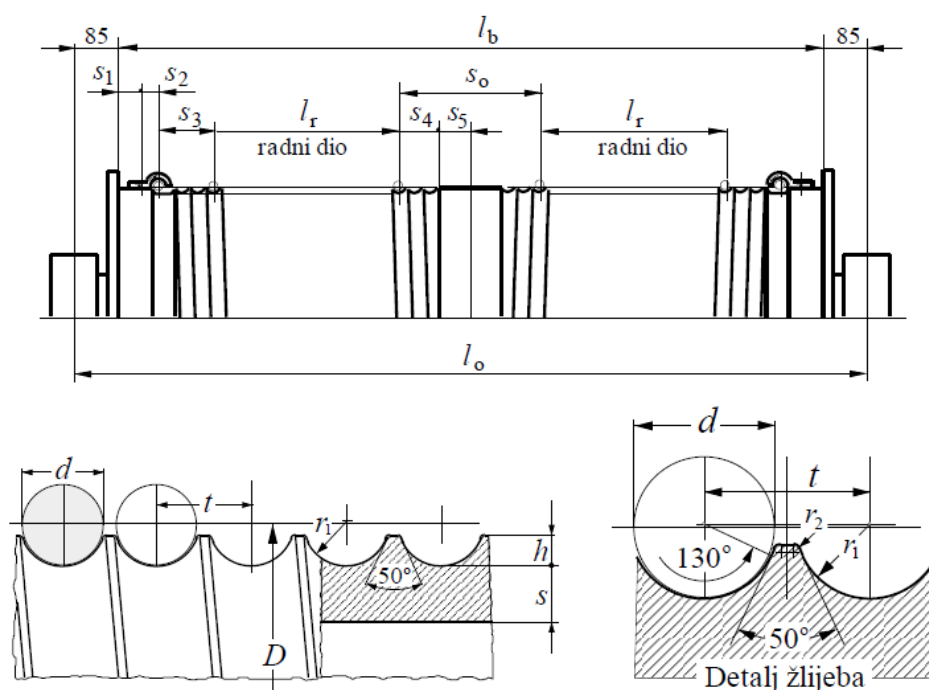 85 l_b 85
s_1 s_2 s_o
s_3 l_r s_4 s_5 l_r
radni dio radni dio
l_o
d t r_1 h
50° s
D
d t
r_2
130° r_1
50°
Detalj žlijeba